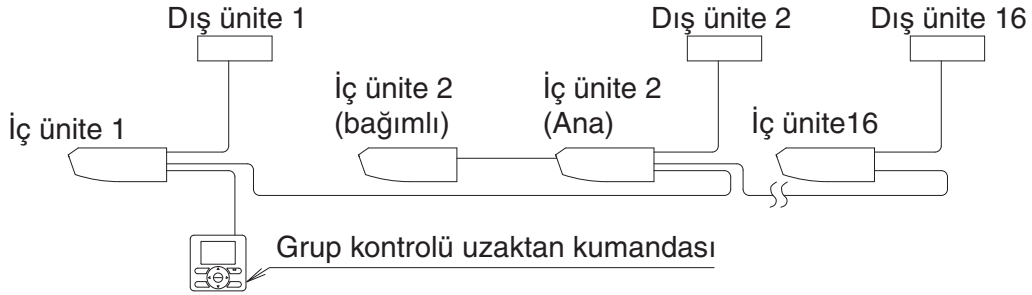 Dış ünite 1
Dış ünite 2
Dış ünite 16
İç ünite 1
İç ünite 2
(bağımlı)
İç ünite 2
(Ana)
İç ünite16
Grup kontrolü uzaktan kumandası